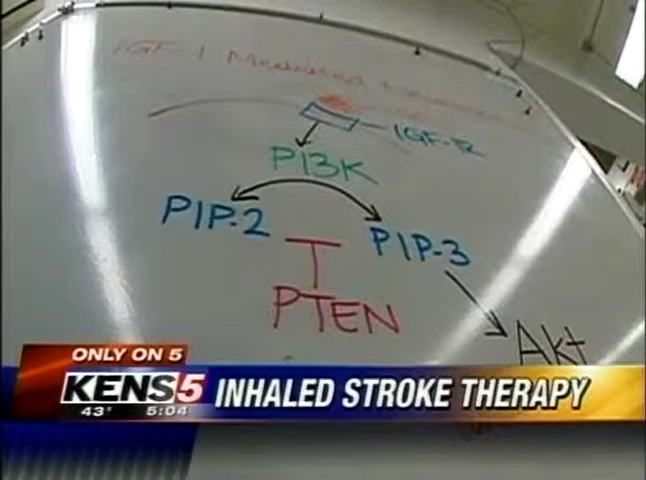 IGF-1 Mediated
IGF-R
PI3K
PIP-2
PIP-3
PTEN
Akt
ONLY ON 5
KENS5 INHALED STROKE THERAPY
43° 5:04